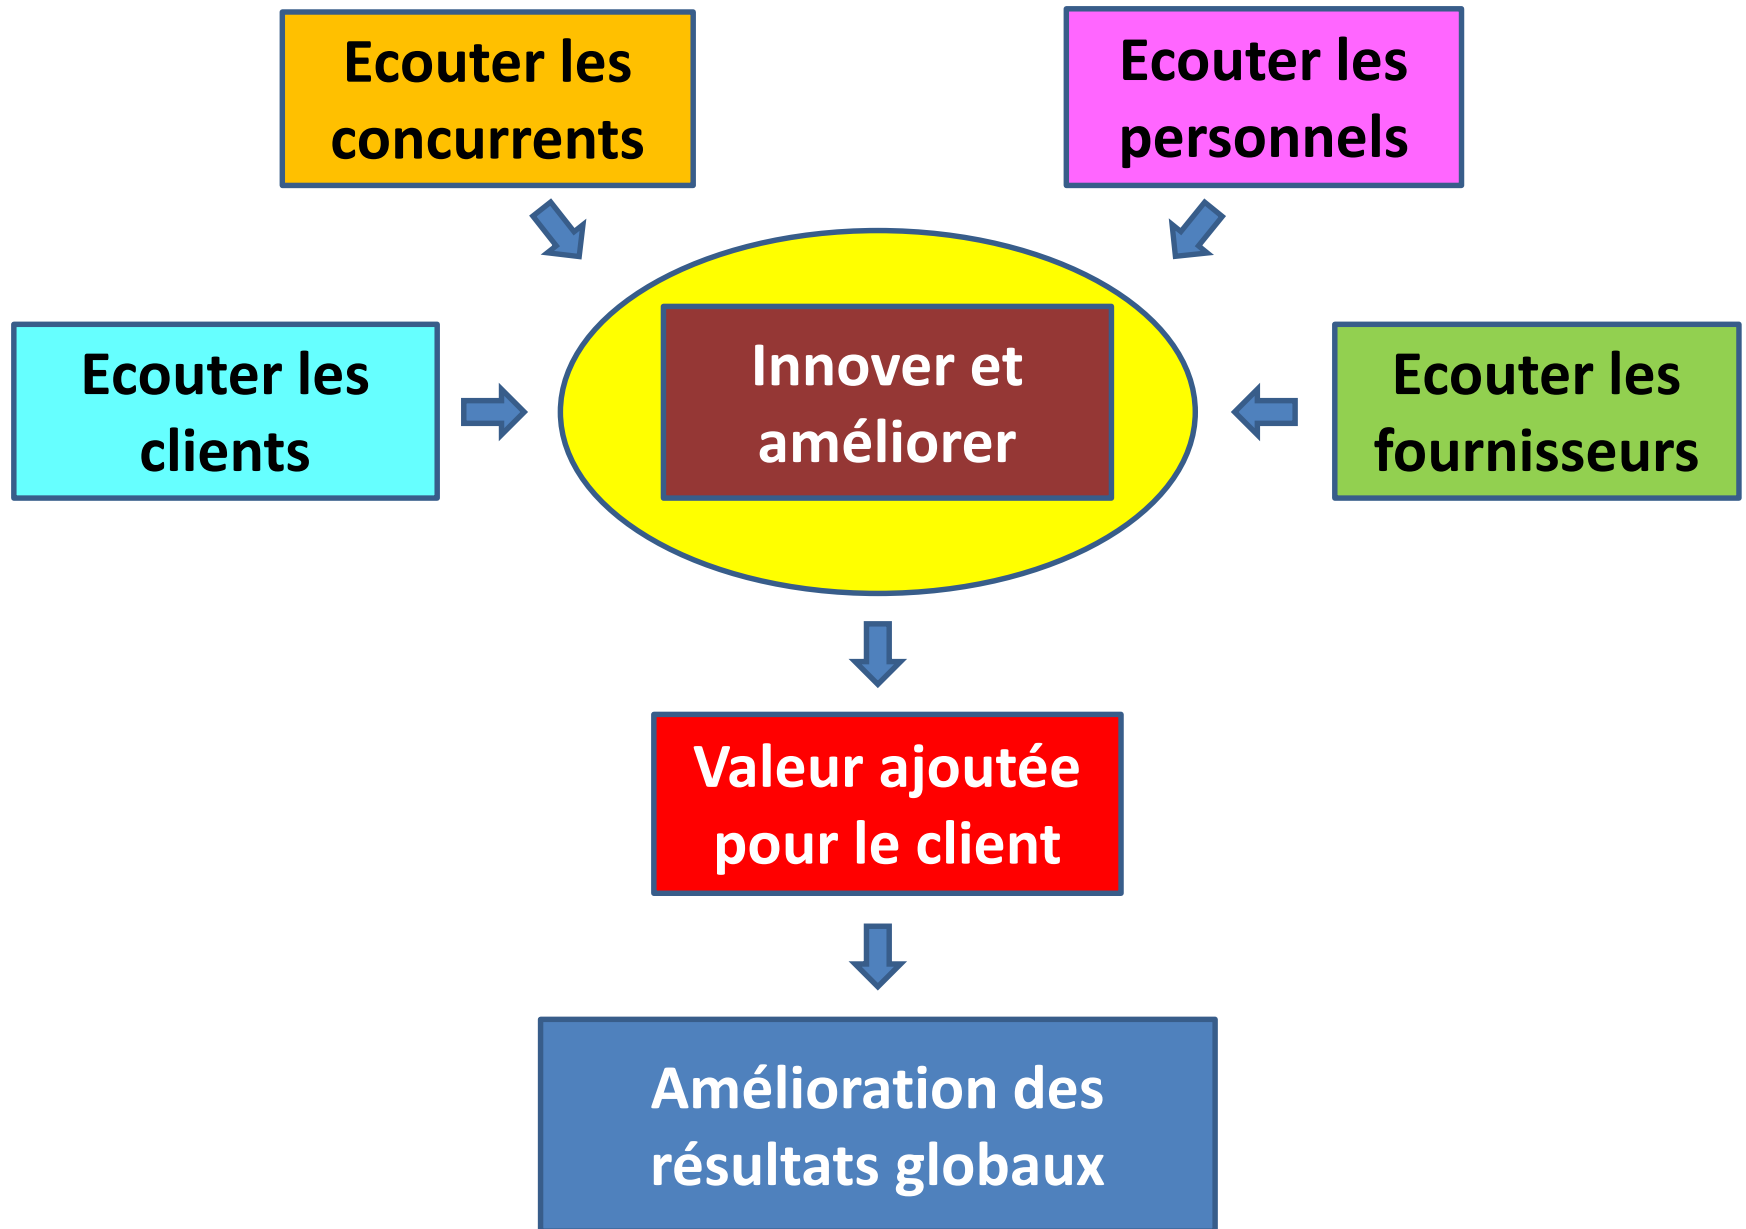 Ecouter les
concurrents
Ecouter les
personnels
Ecouter les
clients
Innover et
améliorer
Ecouter les
fournisseurs
Valeur ajoutée
pour le client
Amélioration des
résultats globaux